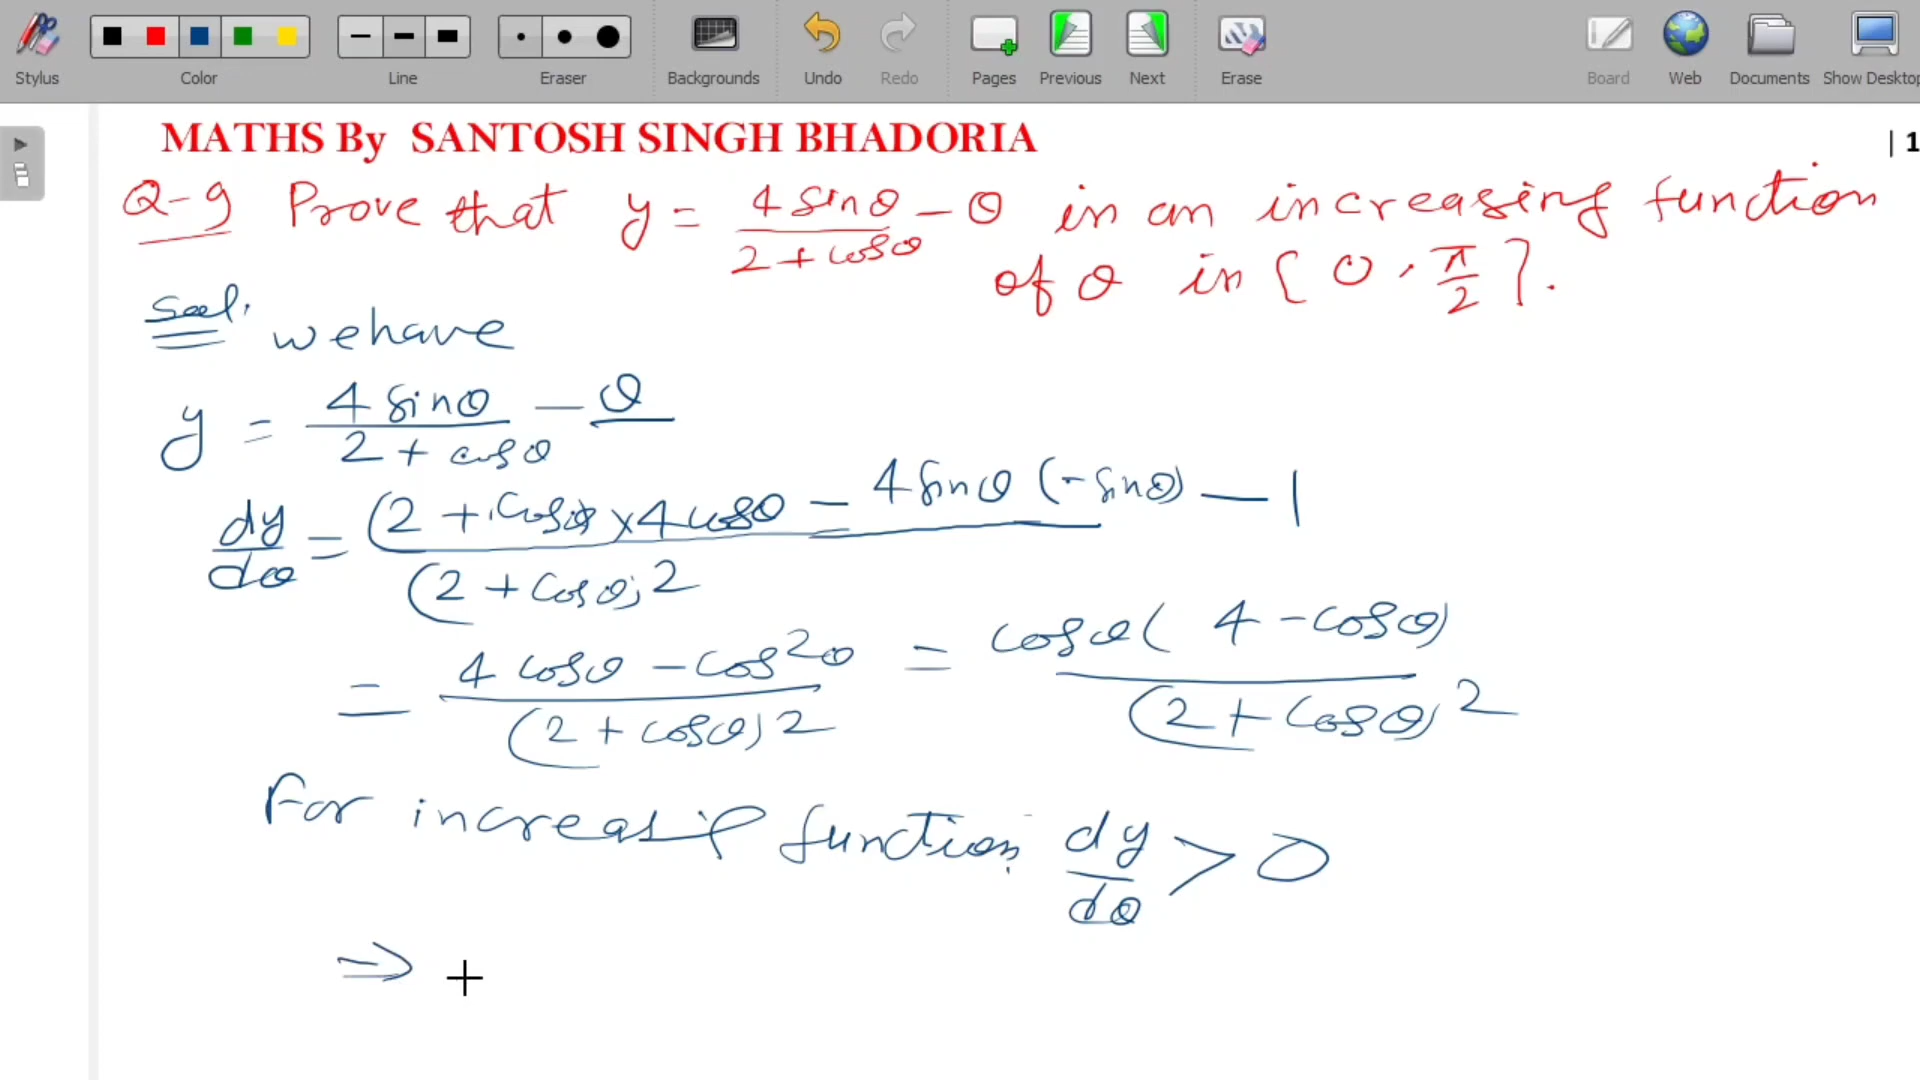 Stylus Color Line Eraser Backgrounds Undo Redo Pages Previous Next Erase Board Web Documents Show Desktop
MATHS By SANTOSH SINGH BHADORIA | 1
Q-9 Prove that y = 4 sinθ / 2 + cosθ - θ in an increasing function
of θ in [ 0, π/2 ].
Sol. we have
y = 4 sinθ / 2 + cosθ - θ
dy/dθ = (2 + cosθ) × 4 cosθ - 4 sinθ (-sinθ) / (2 + cosθ)2 - 1
= 4 cosθ - cos2θ / (2 + cosθ)2 = cosθ ( 4 - cosθ) / (2 + cosθ)2
For increasing function. dy/dθ > 0
⇒